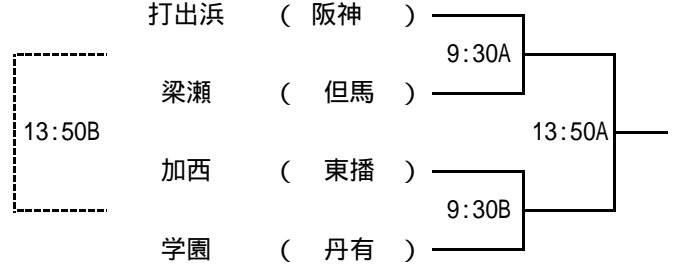 打出浜 ( 阪神 )
9:30A
梁瀬 ( 但馬 )
13:50B 13:50A
加西 ( 東播 )
9:30B
学園 ( 丹有 )